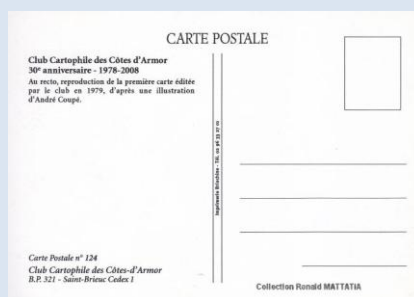 CARTE POSTALE
Club Cartophile des Côtes d'Armor
30e anniversaire - 1978-2008
Au recto, reproduction de la première carte éditée
par le club en 1979, d'après une illustration
d'André Coupé.
Carte Postale n° 124
Club Cartophile des Côtes-d'Armor
B.P. 321 - Saint-Brieuc Cedex 1
Collection Ronald MATTATIA